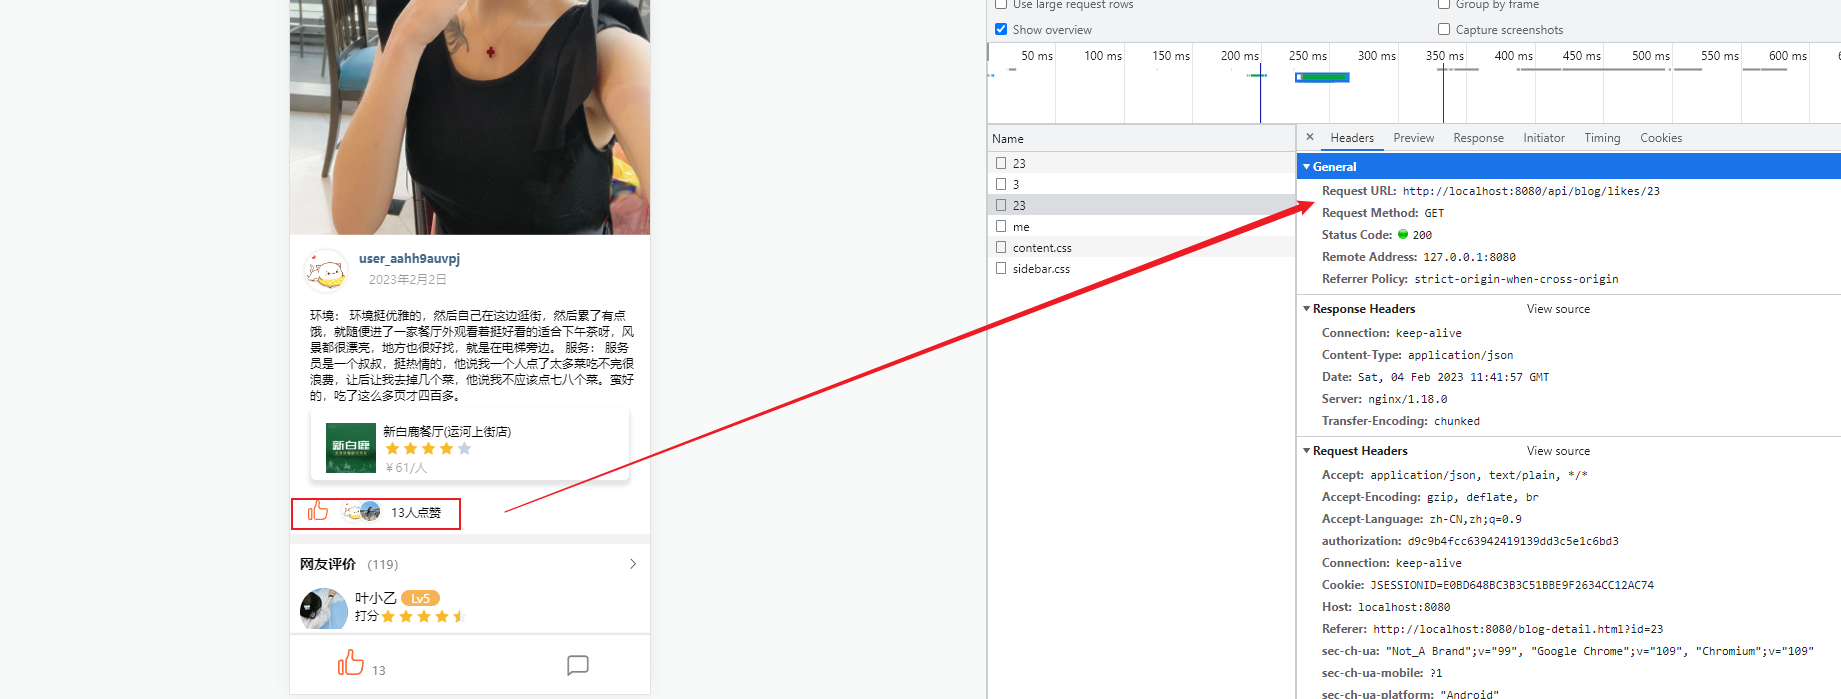 Use large request rows
Group by frame
Show overview
Capture screenshots
50 ms
100 ms
150 ms
200 ms
250 ms
300 ms
350 ms
400 ms
450 ms
500 ms
550 ms
600 ms
Name
23
3
23
me
content.css
sidebar.css
× Headers Preview Response Initiator Timing Cookies
General
Request URL: http://localhost:8080/api/blog/likes/23
Request Method: GET
Status Code: 200
Remote Address: 127.0.0.1:8080
Referrer Policy: strict-origin-when-cross-origin
Response Headers View source
Connection: keep-alive
Content-Type: application/json
Date: Sat, 04 Feb 2023 11:41:57 GMT
Server: nginx/1.18.0
Transfer-Encoding: chunked
Request Headers View source
Accept: application/json, text/plain, */*
Accept-Encoding: gzip, deflate, br
Accept-Language: zh-CN,zh;q=0.9
authorization: d9c9b4fcc63942419139dd3c5e1c6bd3
Connection: keep-alive
Cookie: JSESSIONID=E0BD648BC3B3C51BBE9F2634CC12AC74
Host: localhost:8080
Referer: http://localhost:8080/blog-detail.html?id=23
sec-ch-ua: "Not_A Brand";v="99", "Google Chrome";v="109", "Chromium";v="109"
sec-ch-ua-mobile: ?1
sec-ch-ua-platform: "Android"
user_aahh9auvpj
2023年2月2日
环境： 环境挺优雅的，然后自己在这边逛街，然后累了有点
饿，就随便进了一家餐厅外观看着挺好看的适合下午茶呀，风
景都很漂亮，地方也很好找，就是在电梯旁边。 服务： 服务
员是一个叔叔，挺热情的，他说我一个人点了太多菜吃不完很
浪费，让后让我去掉几个菜，他说我不应该点七八个菜。蛮好
的，吃了这么多页才四百多。
新白鹿
新白鹿餐厅(运河上街店)
￥61/人
13人点赞
网友评价 （119）
叶小乙 Lv5
打分
13